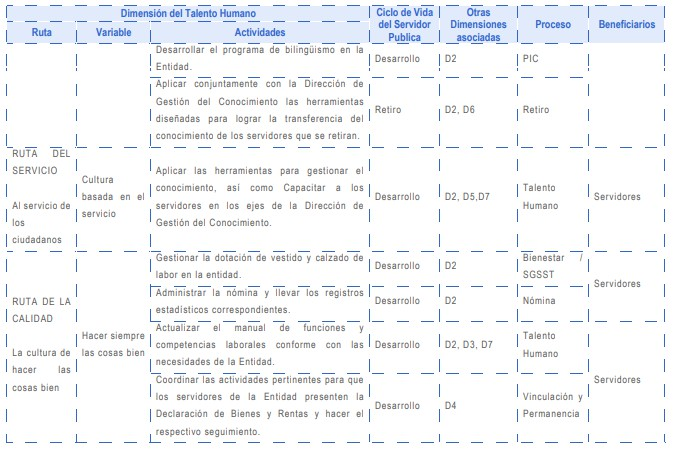 Dimensión del Talento Humano
Ciclo de Vida
del Servidor
Publica
Otras
Dimensiones
asociadas
Proceso
Beneficiarios
Ruta
Variable
Actividades
Desarrollar el programa de bilingüismo en la
Entidad.
Desarrollo
D2
PIC
Aplicar conjuntamente con la Dirección de
Gestión del Conocimiento las herramientas
diseñadas para lograr la transferencia del
conocimiento de los servidores que se retiran.
Retiro
D2, D6
Retiro
RUTA DEL
SERVICIO
Al servicio de
los
ciudadanos
Cultura
basada en el
servicio
Aplicar las herramientas para gestionar el
conocimiento, así como Capacitar a los
servidores en los ejes de la Dirección de
Gestión del Conocimiento.
Desarrollo
D2, D5,D7
Talento
Humano
Servidores
RUTA DE LA
CALIDAD
La cultura de
hacer las
cosas bien
Hacer siempre
las cosas bien
Gestionar la dotación de vestido y calzado de
labor en la entidad.
Desarrollo
D2
Bienestar /
SGSST
Servidores
Administrar la nómina y llevar los registros
estadísticos correspondientes.
Desarrollo
D2
Nómina
Actualizar el manual de funciones y
competencias laborales conforme con las
necesidades de la Entidad.
Desarrollo
D2, D3, D7
Talento
Humano
Servidores
Coordinar las actividades pertinentes para que
los servidores de la Entidad presenten la
Declaración de Bienes y Rentas y hacer el
respectivo seguimiento.
Desarrollo
D4
Vinculación y
Permanencia